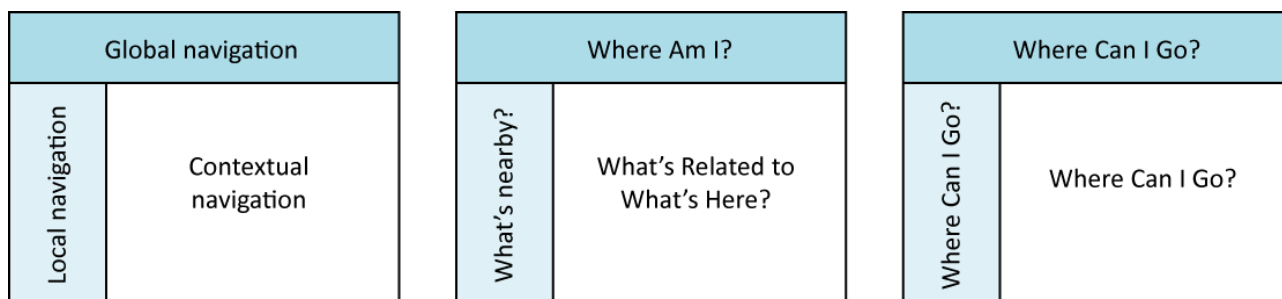 Global navigation
Local navigation
Contextual
navigation
Where Am I?
What's nearby?
What's Related to
What's Here?
Where Can I Go?
Where Can I Go?
Where Can I Go?